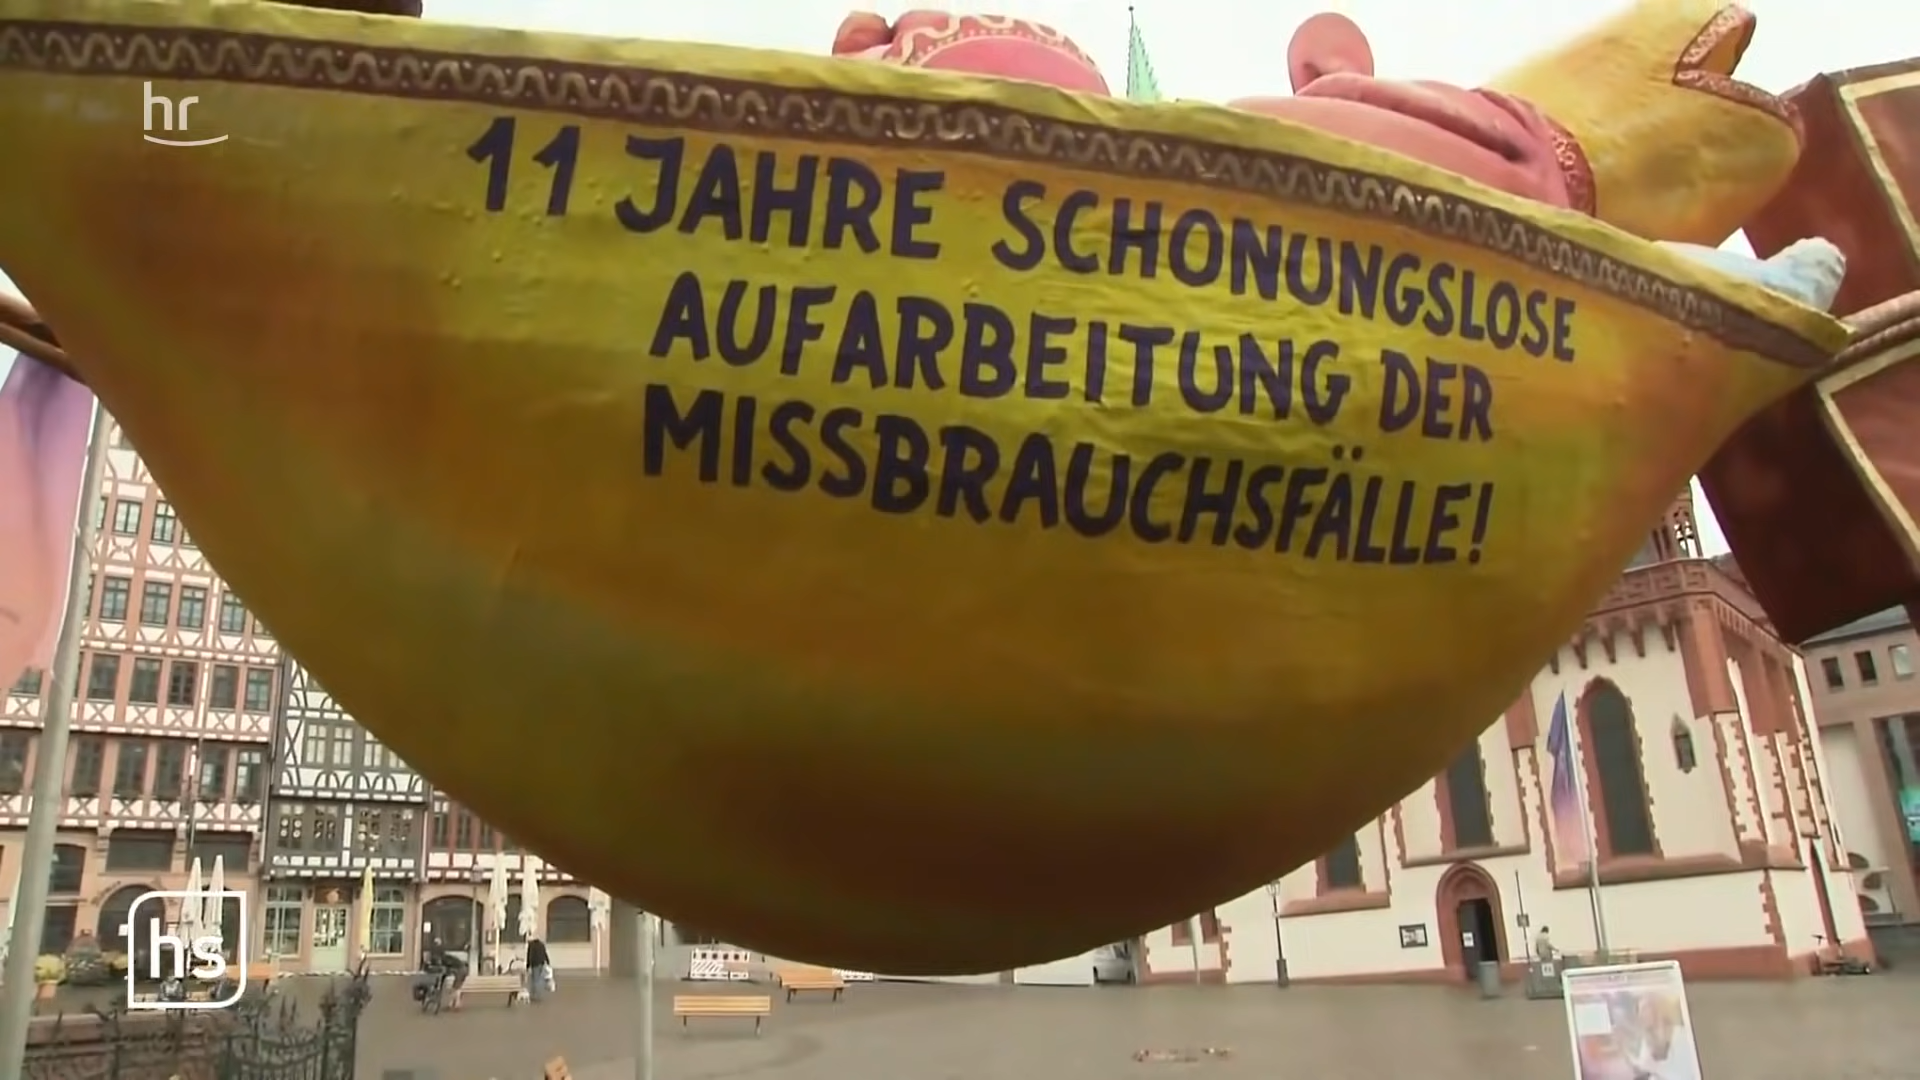 hr
11 JAHRE SCHONUNGSLOSE
AUFARBEITUNG DER
MISSBRAUCHSFÄLLE!
hs